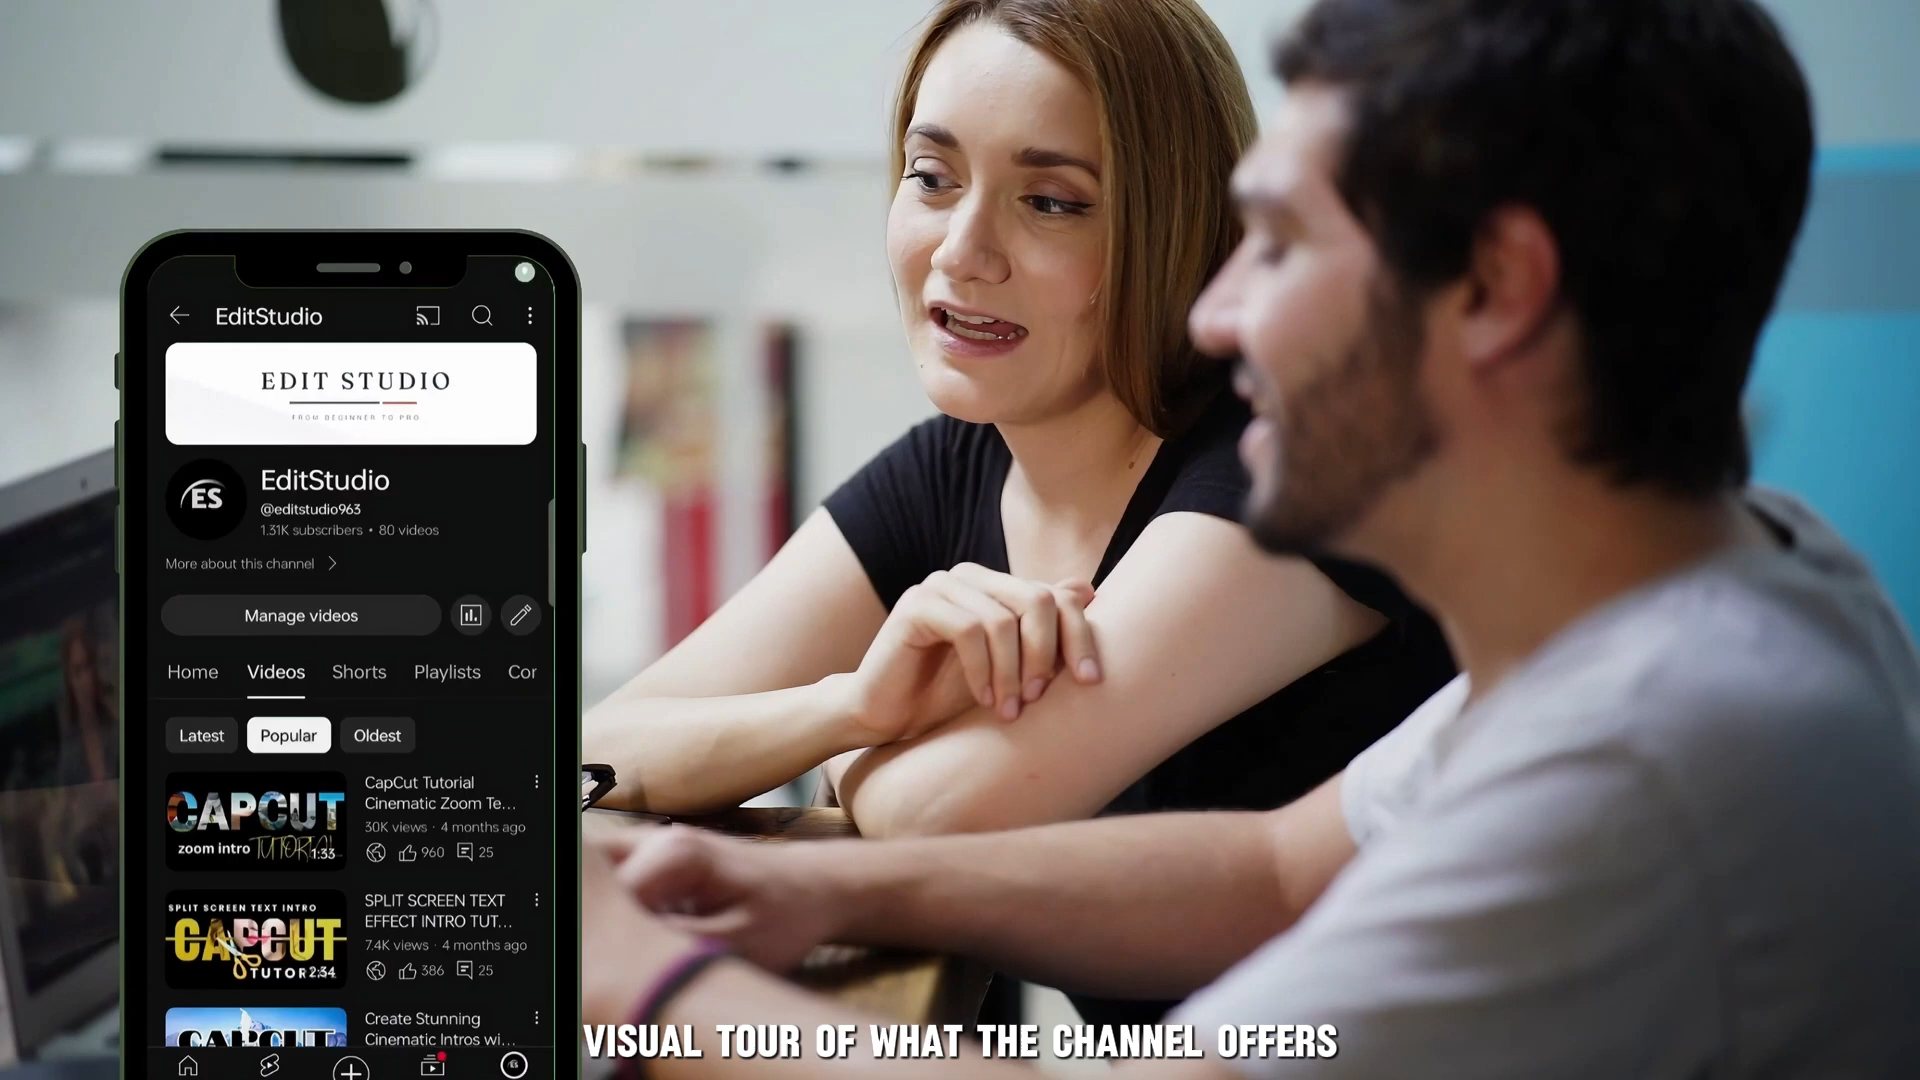 EditStudio
EDIT STUDIO
FROM BEGINNER TO PRO
ES
EditStudio
@editstudio963
1.31K subscribers • 80 videos
More about this channel
Manage videos
Home Videos Shorts Playlists Cor
Latest Popular Oldest
CAPCUT
zoom intro TUTORIAL
1:33
CapCut Tutorial
Cinematic Zoom Te...
30K views · 4 months ago
960 25
SPLIT SCREEN TEXT INTRO
CAPCUT
TUTOR
2:34
SPLIT SCREEN TEXT
EFFECT INTRO TUT...
7.4K views · 4 months ago
386 25
CAPCUT
Create Stunning
Cinematic Intros wi...
VISUAL TOUR OF WHAT THE CHANNEL OFFERS